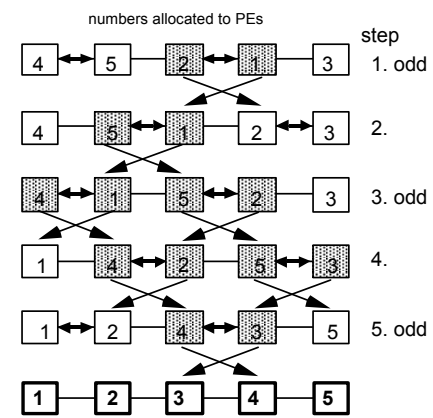 numbers allocated to PEs
step
4 5 2 1 3 1. odd
4 5 1 2 3 2.
4 1 5 2 3 3. odd
1 4 2 5 3 4.
1 2 4 3 5 5. odd
1 2 3 4 5